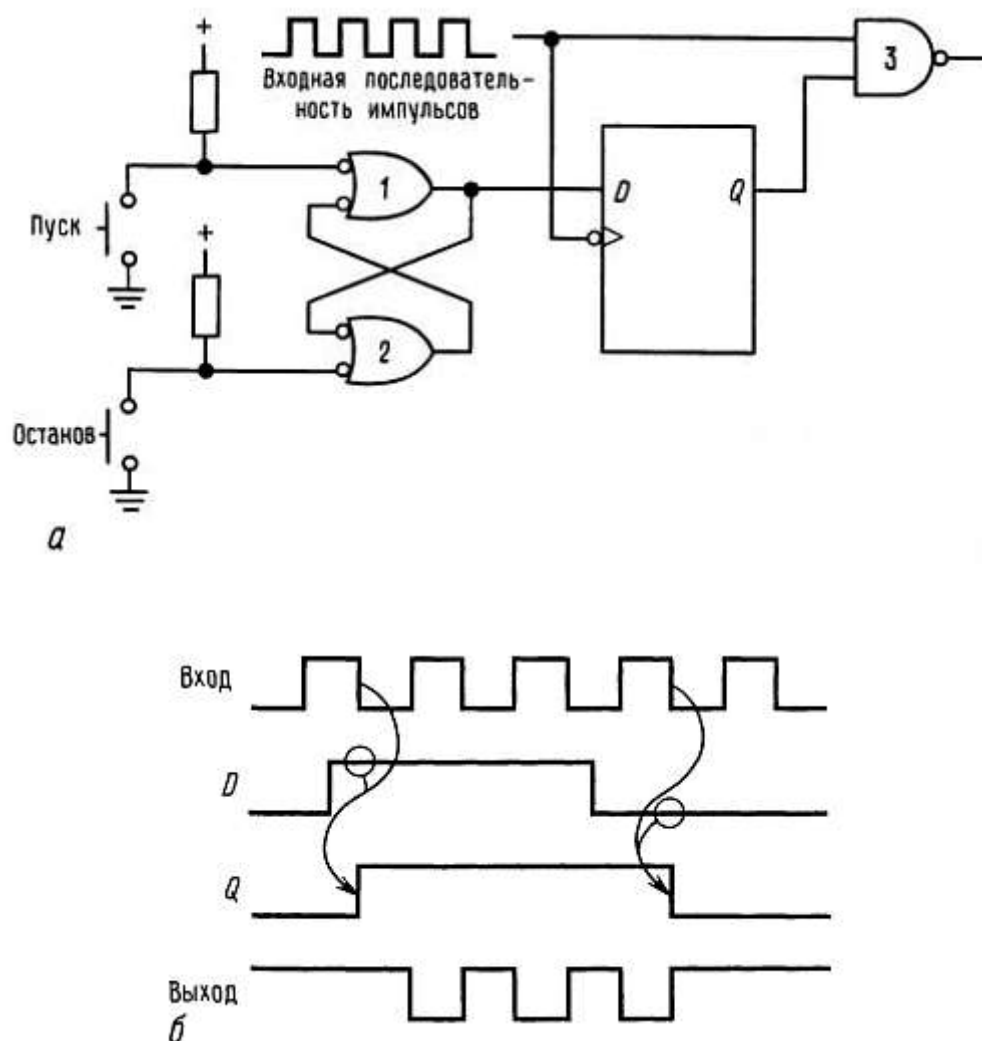 +
Входная последователь-
ность импульсов
3
1
D Q
Пуск
+
2
Останов
а
Вход
D
Q
Выход
б